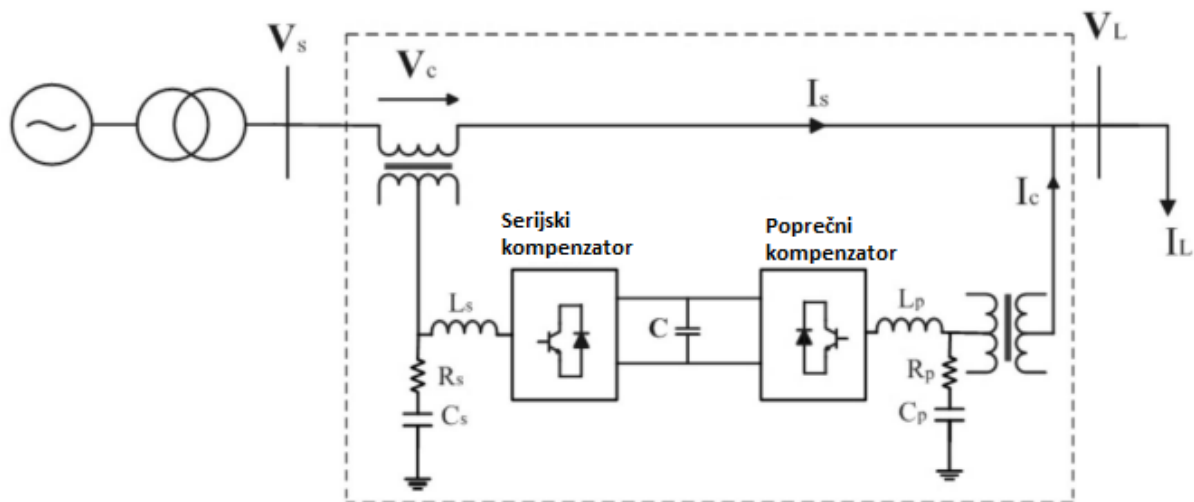 Vs
Vc
Is
VL
Ic
IL
Serijski
kompenzator
Poprečni
kompenzator
Ls
C
Lp
Rs
Rp
Cs
Cp